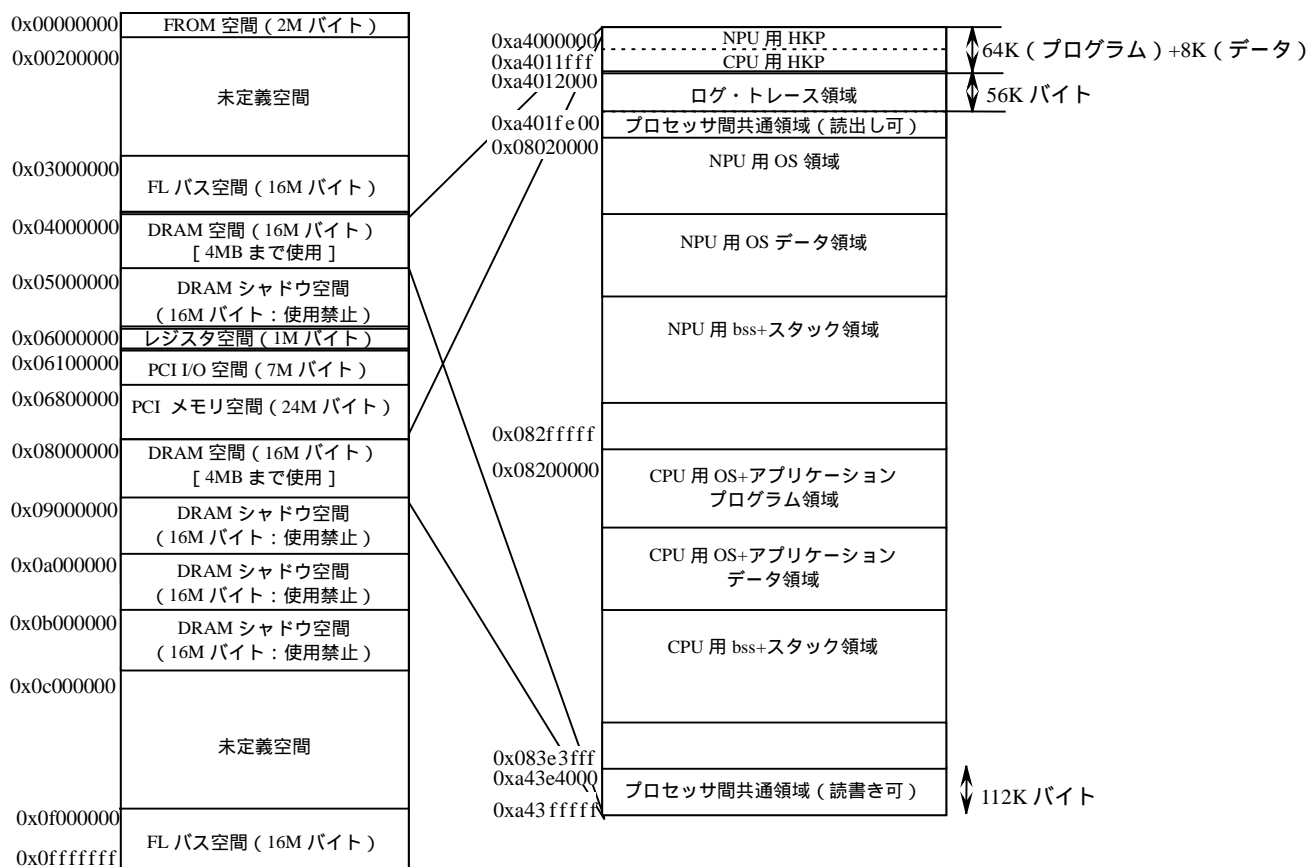 0x00000000
FROM 空間（2M バイト）
0x00200000
未定義空間
0x03000000
FL バス空間（16M バイト）
0x04000000
DRAM 空間（16M バイト）
[ 4MB まで使用 ]
0x05000000
DRAM シャドウ空間
（16M バイト：使用禁止）
0x06000000
レジスタ空間（1M バイト）
0x06100000
PCI I/O 空間（7M バイト）
0x06800000
PCI メモリ空間（24M バイト）
0x08000000
DRAM 空間（16M バイト）
[ 4MB まで使用 ]
0x09000000
DRAM シャドウ空間
（16M バイト：使用禁止）
0x0a000000
DRAM シャドウ空間
（16M バイト：使用禁止）
0x0b000000
DRAM シャドウ空間
（16M バイト：使用禁止）
0x0c000000
未定義空間
0x0f000000
FL バス空間（16M バイト）
0x0fffffff
0xa4000000
NPU 用 HKP
0xa4011fff
CPU 用 HKP
64K（プログラム）+8K（データ）
0xa4012000
ログ・トレース領域
56K バイト
0xa401fe00
プロセッサ間共通領域（読出し可）
0x08020000
NPU 用 OS 領域
NPU 用 OS データ領域
NPU 用 bss+スタック領域
0x082fffff
0x08200000
CPU 用 OS+アプリケーション
プログラム領域
CPU 用 OS+アプリケーション
データ領域
CPU 用 bss+スタック領域
0x083e3fff
0xa43e4000
プロセッサ間共通領域（読書き可）
112K バイト
0xa43fffff